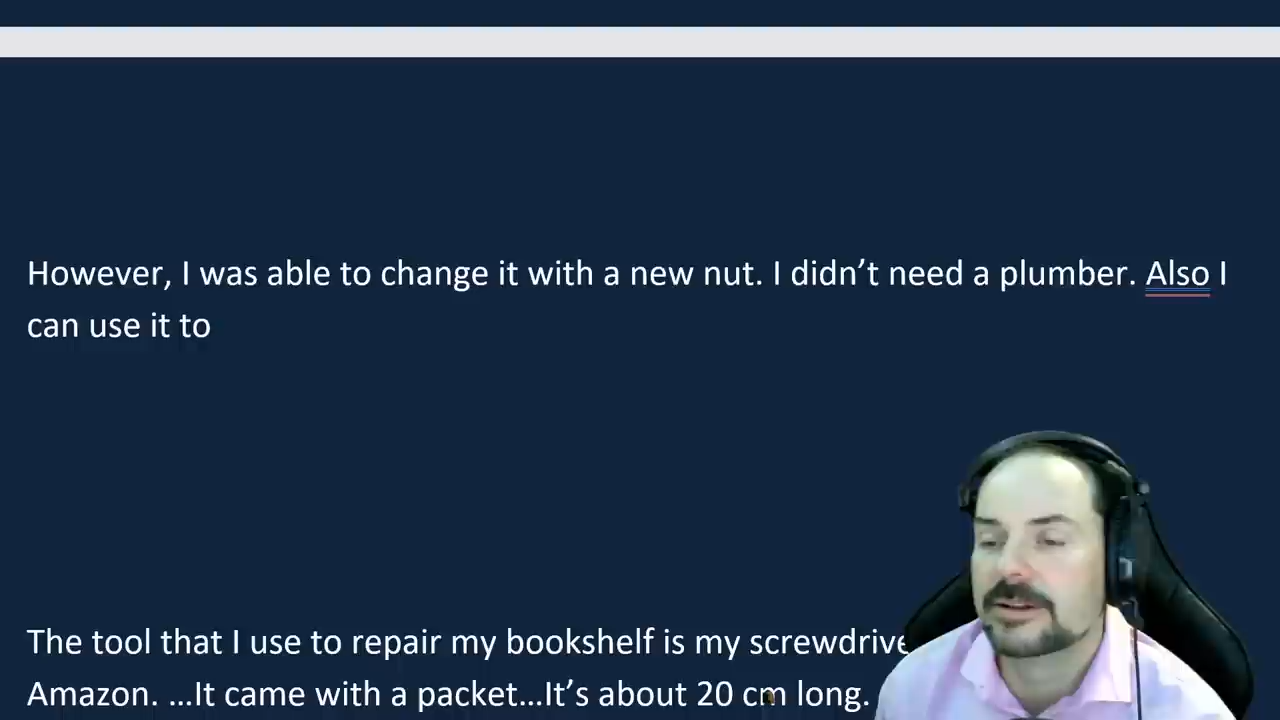 However, I was able to change it with a new nut. I didn’t need a plumber. Also I
can use it to
The tool that I use to repair my bookshelf is my
Amazon. …It came with a packet…It’s about 20 cm long.